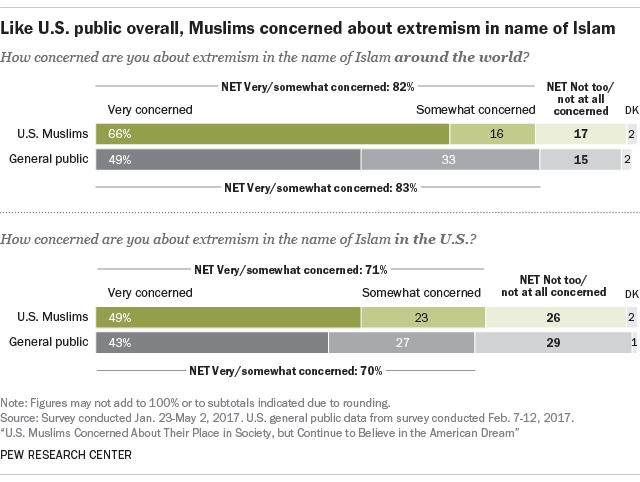 Like U.S. public overall, Muslims concerned about extremism in name of Islam
How concerned are you about extremism in the name of Islam around the world?
NET Very/somewhat concerned: 82%
NET Not too/
not at all
concerned
Very concerned Somewhat concerned DK
U.S. Muslims 66% 16 17 2
General public 49% 33 15 2
NET Very/somewhat concerned: 83%
How concerned are you about extremism in the name of Islam in the U.S.?
NET Very/somewhat concerned: 71%
NET Not too/
not at all concerned
Very concerned Somewhat concerned DK
U.S. Muslims 49% 23 26 2
General public 43% 27 29 1
NET Very/somewhat concerned: 70%
Note: Figures may not add to 100% or to subtotals indicated due to rounding.
Source: Survey conducted Jan. 23-May 2, 2017. U.S. general public data from survey conducted Feb. 7-12, 2017.
“U.S. Muslims Concerned About Their Place in Society, but Continue to Believe in the American Dream”
PEW RESEARCH CENTER